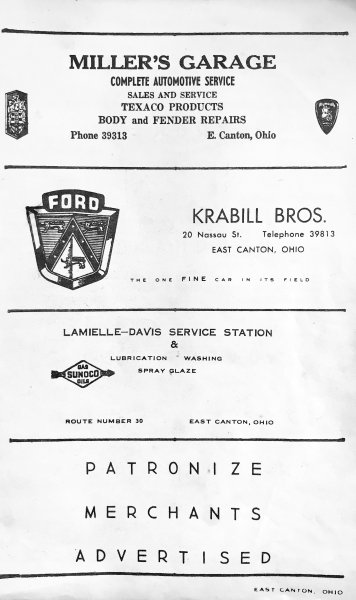 MILLER'S GARAGE
COMPLETE AUTOMOTIVE SERVICE
SALES AND SERVICE
TEXACO PRODUCTS
BODY and FENDER REPAIRS
Phone 39313 E. Canton, Ohio
FORD
KRABILL BROS.
20 Nassau St. Telephone 39813
EAST CANTON, OHIO
THE ONE FINE CAR IN ITS FIELD
LAMIELLE-DAVIS SERVICE STATION
&
LUBRICATION WASHING
SPRAY GLAZE
GAS
SUNOCO
OILS
ROUTE NUMBER 30 EAST CANTON, OHIO
PATRONIZE
MERCHANTS
ADVERTISED
EAST CANTON, OHIO